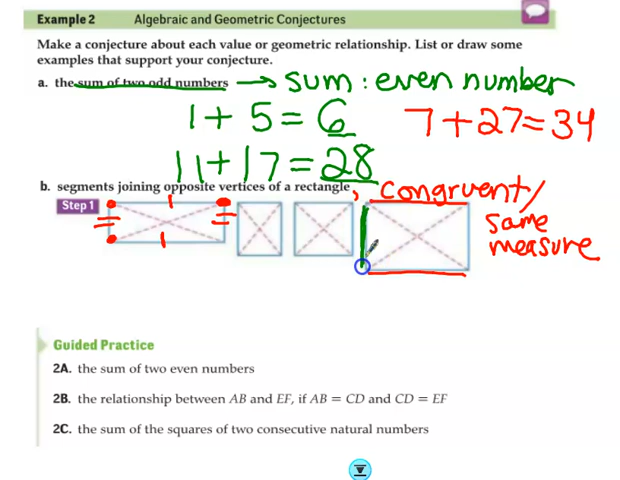 Example 2 Algebraic and Geometric Conjectures
Make a conjecture about each value or geometric relationship. List or draw some
examples that support your conjecture.
a. the sum of two odd numbers → sum : even number
1 + 5 = 6 7 + 27 = 34
11 + 17 = 28
b. segments joining opposite vertices of a rectangle, congruent/
Step 1 same
measure
Guided Practice
2A. the sum of two even numbers
2B. the relationship between AB and EF, if AB = CD and CD = EF
2C. the sum of the squares of two consecutive natural numbers